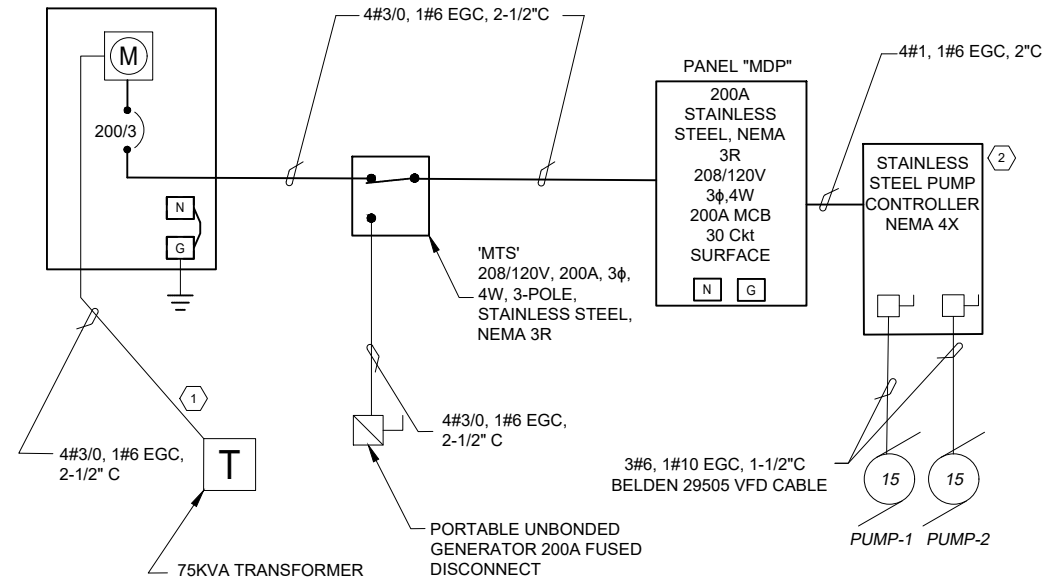 4#3/0, 1#6 EGC, 2-1/2"C
M
200/3
N
G
'MTS'
208/120V, 200A, 3ϕ,
4W, 3-POLE,
STAINLESS STEEL,
NEMA 3R
PANEL "MDP"
200A
STAINLESS
STEEL, NEMA
3R
208/120V
3ϕ,4W
200A MCB
30 Ckt
SURFACE
N G
4#1, 1#6 EGC, 2"C
STAINLESS
STEEL PUMP
CONTROLLER
NEMA 4X
2
1
4#3/0, 1#6 EGC,
2-1/2" C
T
75KVA TRANSFORMER
4#3/0, 1#6 EGC,
2-1/2" C
PORTABLE UNBONDED
GENERATOR 200A FUSED
DISCONNECT
3#6, 1#10 EGC, 1-1/2"C
BELDEN 29505 VFD CABLE
15 15
PUMP-1 PUMP-2